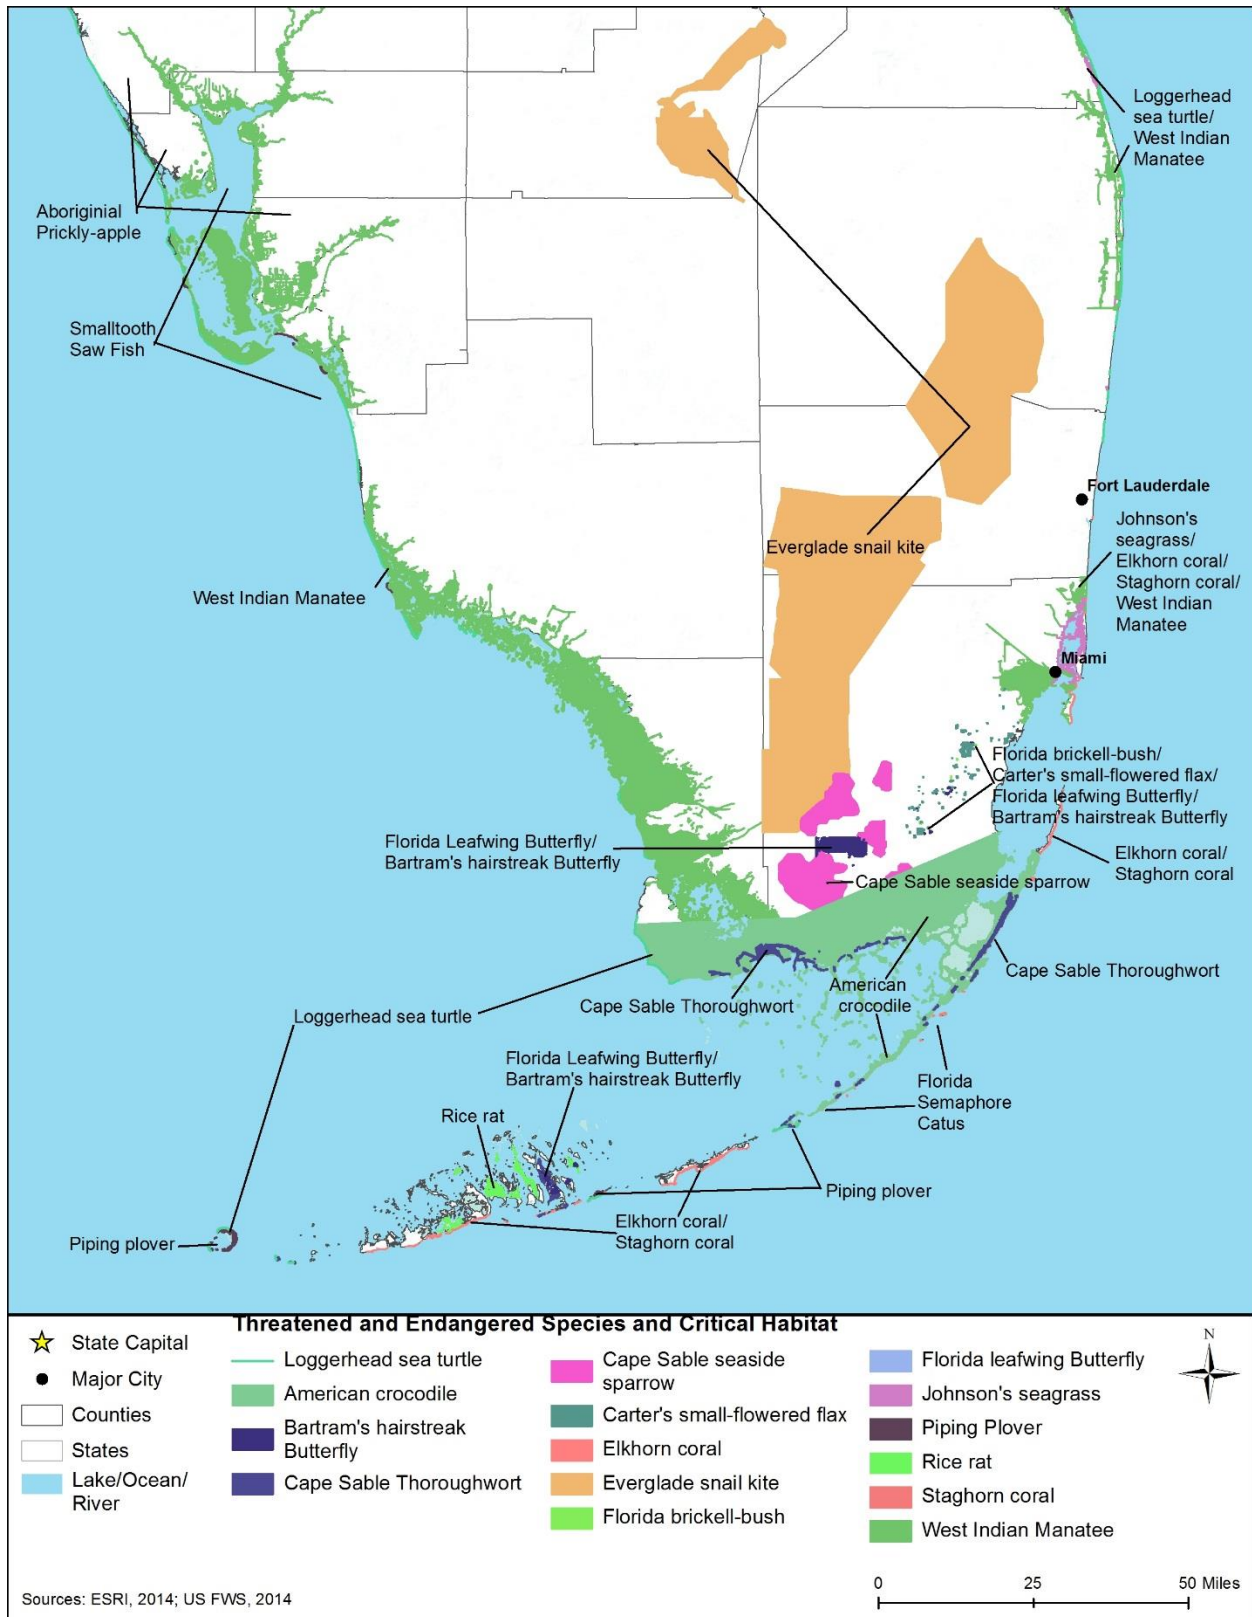 Loggerhead
sea turtle/
West Indian
Manatee
Aboriginial
Prickly-apple
Smalltooth
Saw Fish
Fort Lauderdale
Johnson's
seagrass/
Elkhorn coral/
Staghorn coral/
West Indian
Manatee
Everglade snail kite
West Indian Manatee
Miami
Florida brickell-bush/
Carter's small-flowered flax/
Florida leafwing Butterfly/
Bartram's hairstreak Butterfly
Florida Leafwing Butterfly/
Bartram's hairstreak Butterfly
Elkhorn coral/
Staghorn coral
Cape Sable seaside sparrow
Cape Sable Thoroughwort
American
crocodile
Cape Sable Thoroughwort
Loggerhead sea turtle
Florida Leafwing Butterfly/
Bartram's hairstreak Butterfly
Florida
Semaphore
Catus
Rice rat
Piping plover
Elkhorn coral/
Staghorn coral
Piping plover
Threatened and Endangered Species and Critical Habitat
State Capital
Major City
Counties
States
Lake/Ocean/
River
Loggerhead sea turtle
American crocodile
Bartram's hairstreak
Butterfly
Cape Sable Thoroughwort
Cape Sable seaside
sparrow
Carter's small-flowered flax
Elkhorn coral
Everglade snail kite
Florida brickell-bush
Florida leafwing Butterfly
Johnson's seagrass
Piping Plover
Rice rat
Staghorn coral
West Indian Manatee
N
0 25 50 Miles
Sources: ESRI, 2014; US FWS, 2014